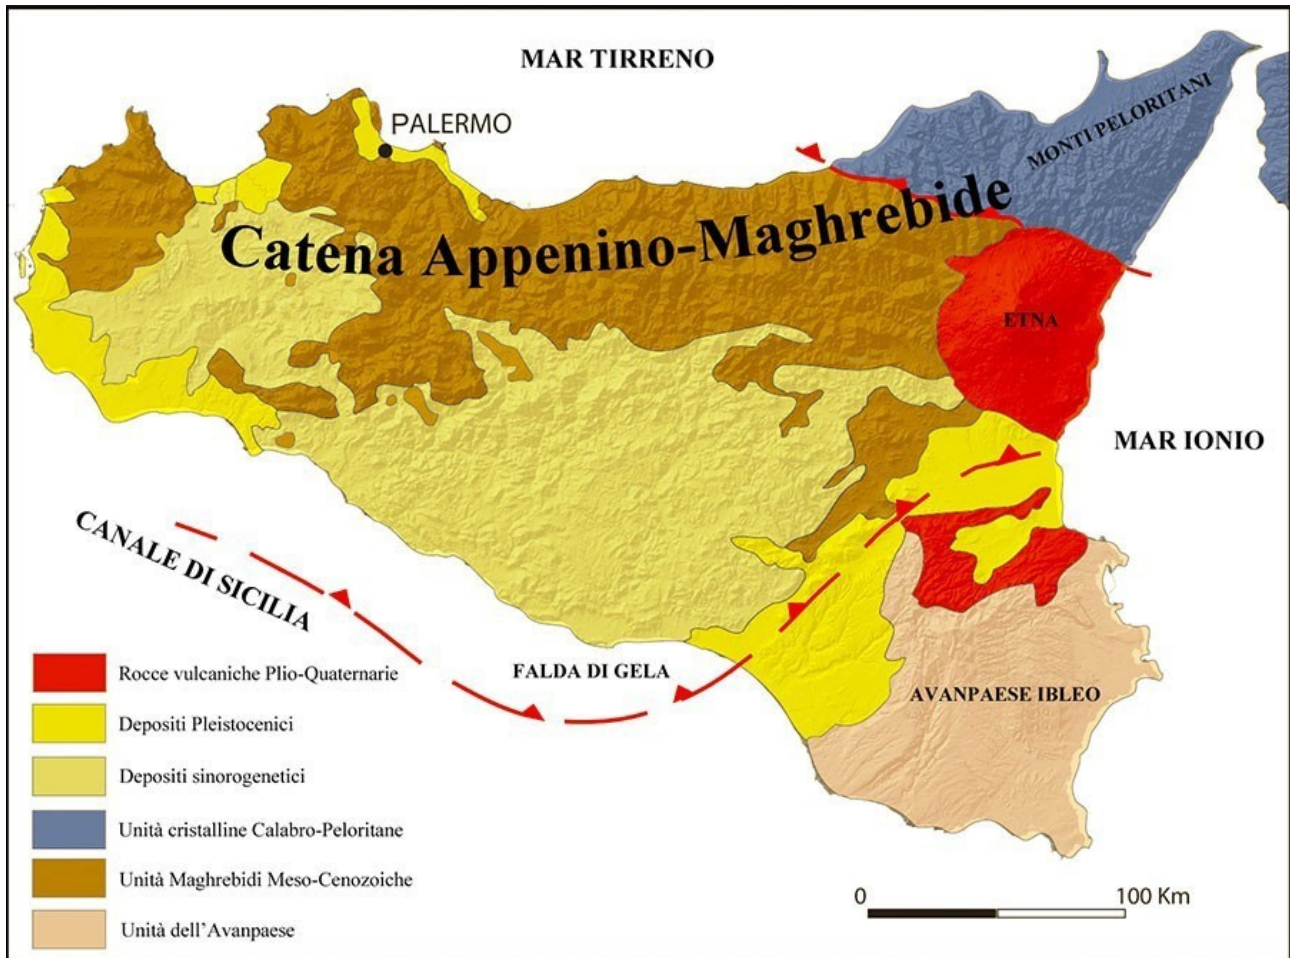 MAR TIRRENO
PALERMO
MONTI PELORITANI
Catena Appenino-Maghrebide
ETNA
MAR IONIO
CANALE DI SICILIA
FALDA DI GELA
AVANPAESE IBLEO
Rocce vulcaniche Plio-Quaternarie
Depositi Pleistocenici
Depositi sinorogenetici
Unità cristalline Calabro-Peloritane
Unità Maghrebidi Meso-Cenozoiche
Unità dell’Avanpaese
0 100 Km